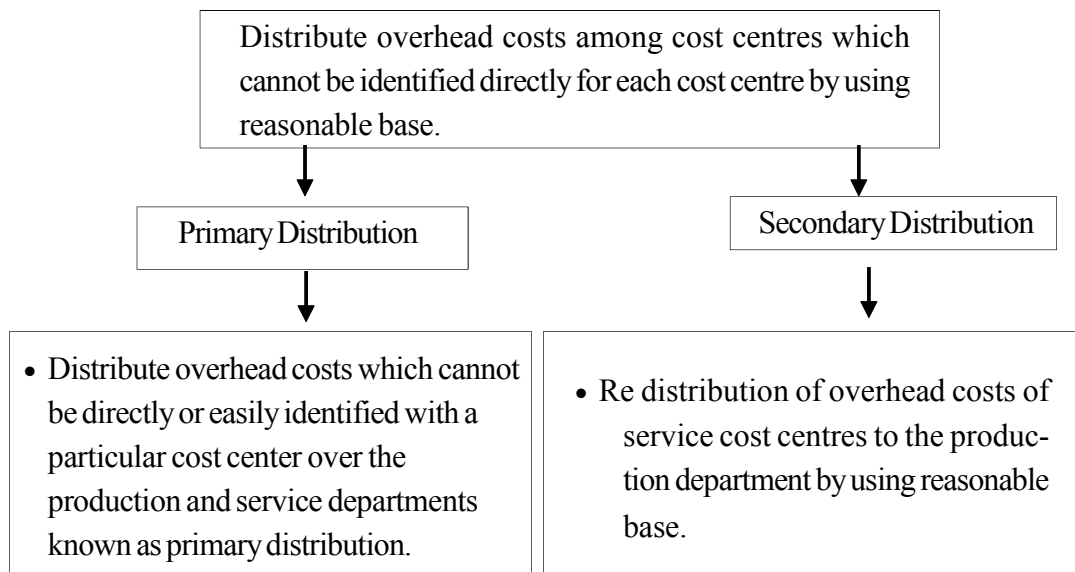 Distribute overhead costs among cost centres which
cannot be identified directly for each cost centre by using
reasonable base.
Primary Distribution
Secondary Distribution
• Distribute overhead costs which cannot
be directly or easily identified with a
particular cost center over the
production and service departments
known as primary distribution.
• Re distribution of overhead costs of
service cost centres to the produc-
tion department by using reasonable
base.